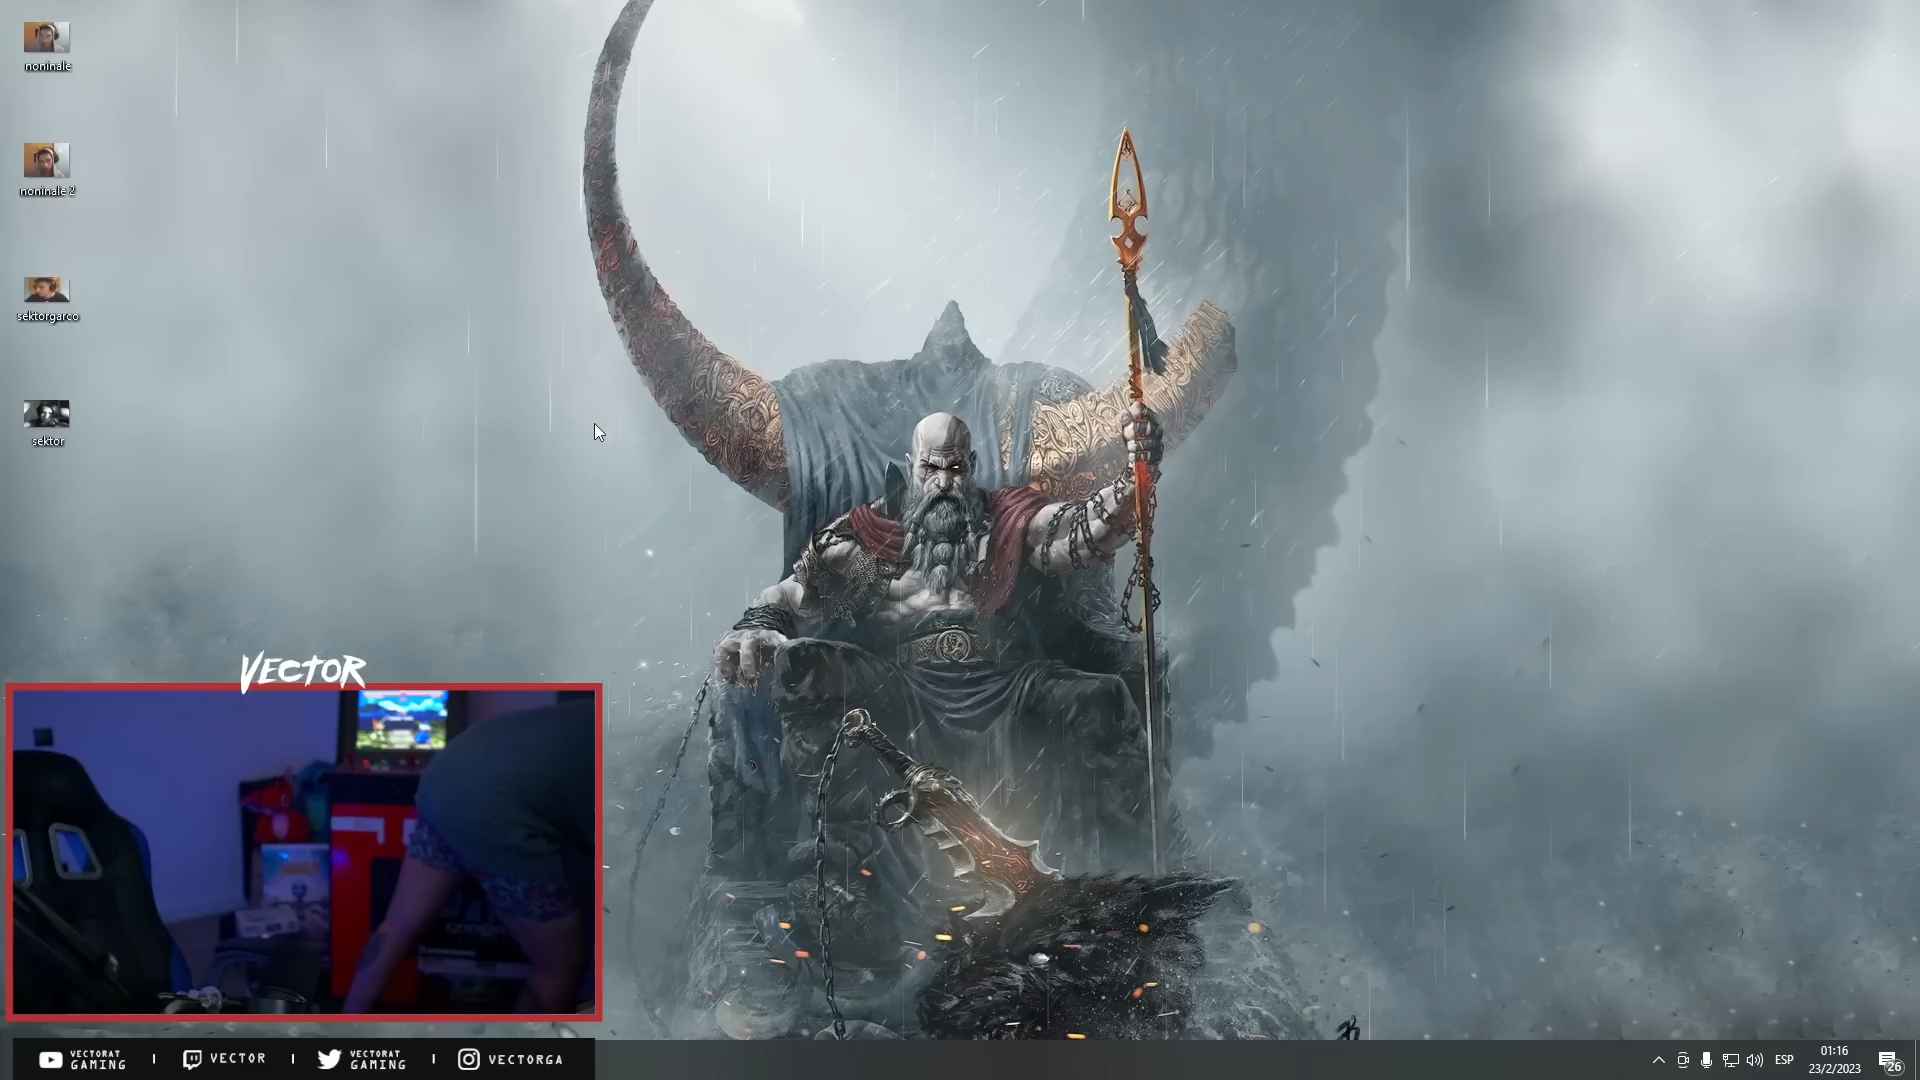 noninale
noninale 2
sektorgarco
sektor
VECTOR
VECTORAT
GAMING
VECTOR
VECTORAT
GAMING
VECTORGA
ESP
01:16
23/2/2023
26